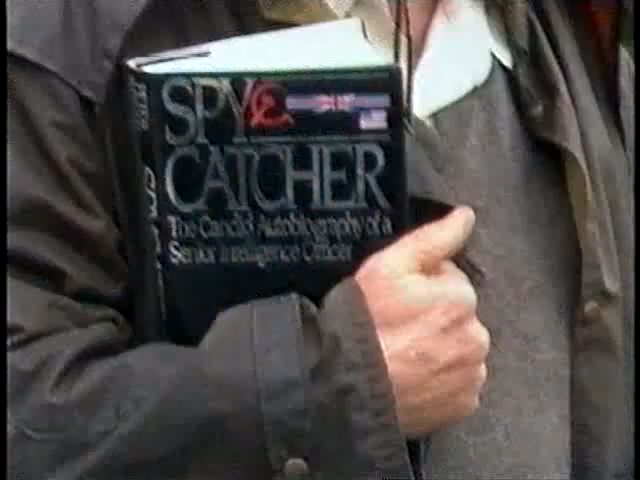 SPY
CATCHER
The Candid Autobiography of a
Senior Intelligence Officer